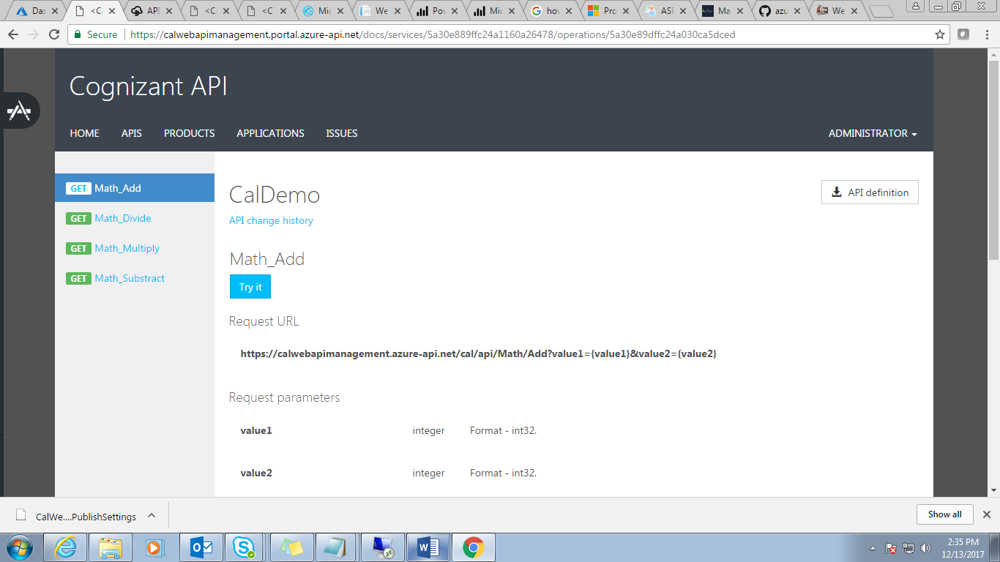 Das
<C
API
<C
<C
Mic
We
Pov
Mic
hov
Pro
ASF
Ma
azu
We
Secure
https://calwebapimanagement.portal.azure-api.net/docs/services/5a30e889ffc24a1160a26478/operations/5a30e89dffc24a030ca5dced
Cognizant API
HOME APIS PRODUCTS APPLICATIONS ISSUES ADMINISTRATOR
GET Math_Add
GET Math_Divide
GET Math_Multiply
GET Math_Substract
CalDemo
API definition
API change history
Math_Add
Try it
Request URL
https://calwebapimanagement.azure-api.net/cal/api/Math/Add?value1={value1}&value2={value2}
Request parameters
value1 integer Format - int32.
value2 integer Format - int32.
CalWe....PublishSettings
Show all
2:35 PM
12/13/2017